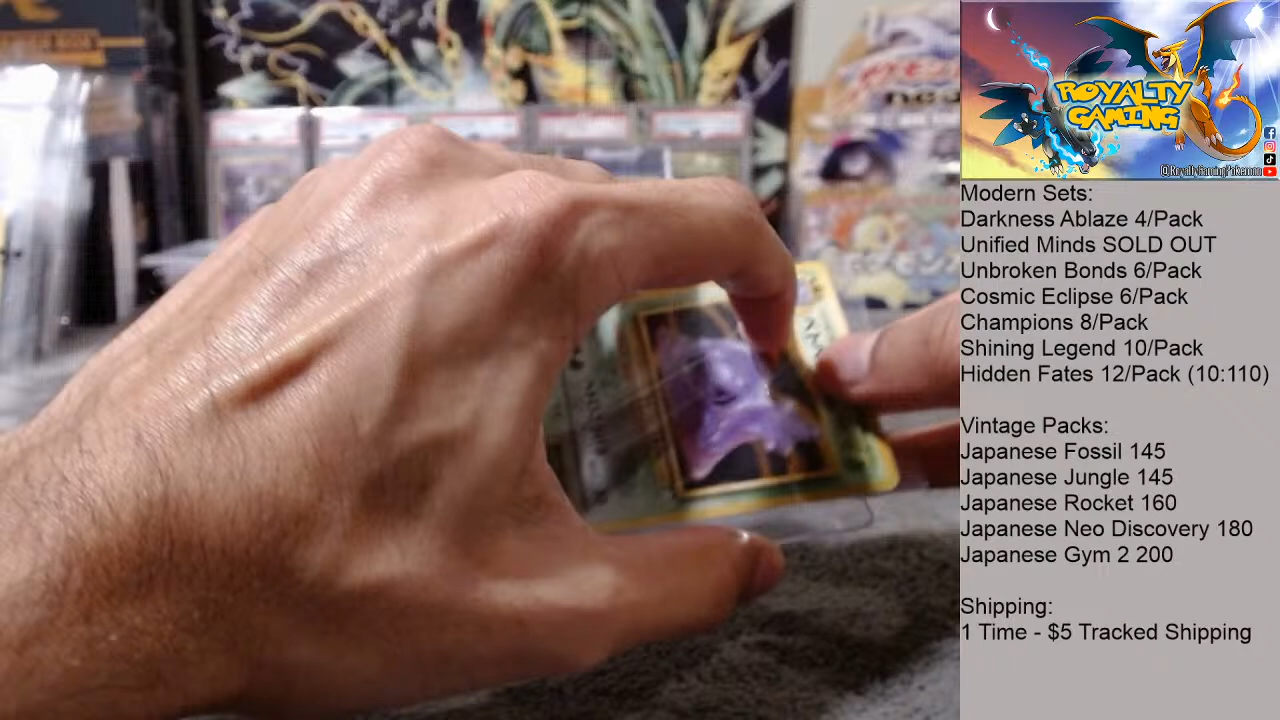 ROYALTY
GAMING
@RoyaltyGamingPokemon
Modern Sets:
Darkness Ablaze 4/Pack
Unified Minds SOLD OUT
Unbroken Bonds 6/Pack
Cosmic Eclipse 6/Pack
Champions 8/Pack
Shining Legend 10/Pack
Hidden Fates 12/Pack (10:110)
Vintage Packs:
Japanese Fossil 145
Japanese Jungle 145
Japanese Rocket 160
Japanese Neo Discovery 180
Japanese Gym 2 200
Shipping:
1 Time - $5 Tracked Shipping